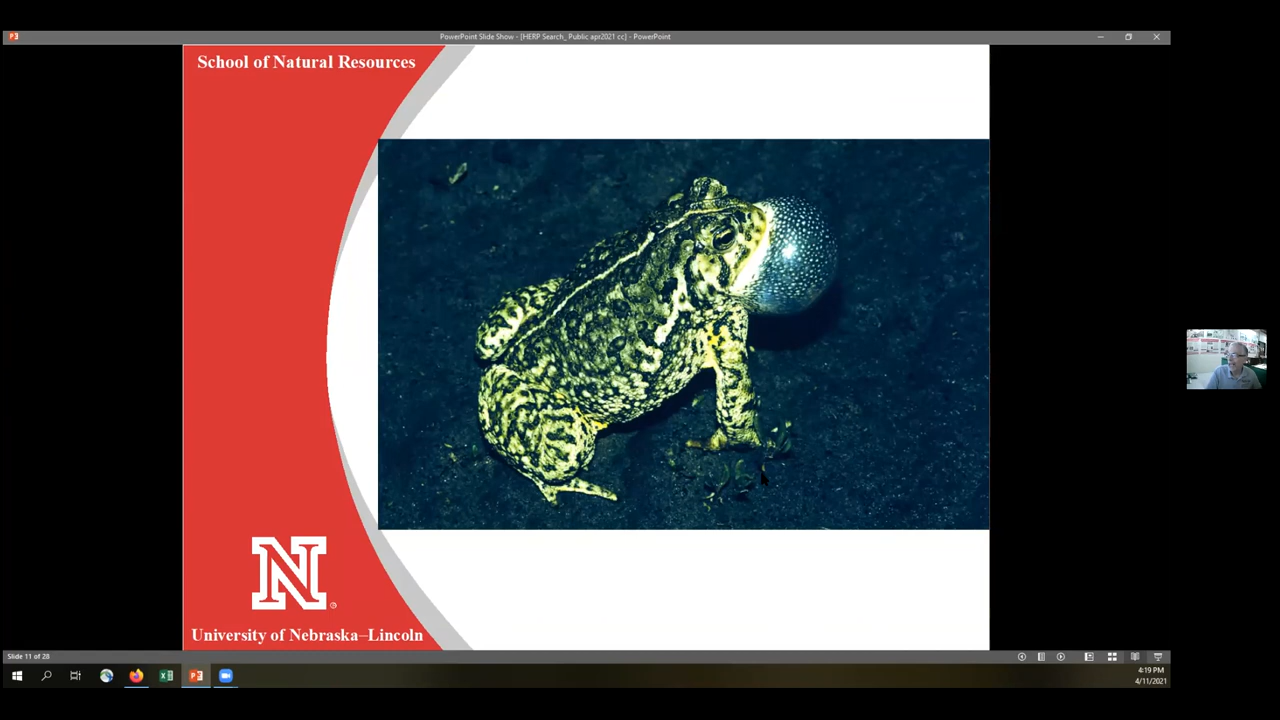 PowerPoint Slide Show - [HERP Search_ Public apr2021 cc] - PowerPoint
School of Natural Resources
N
®
University of Nebraska–Lincoln
Slide 11 of 28
4:19 PM
4/11/2021